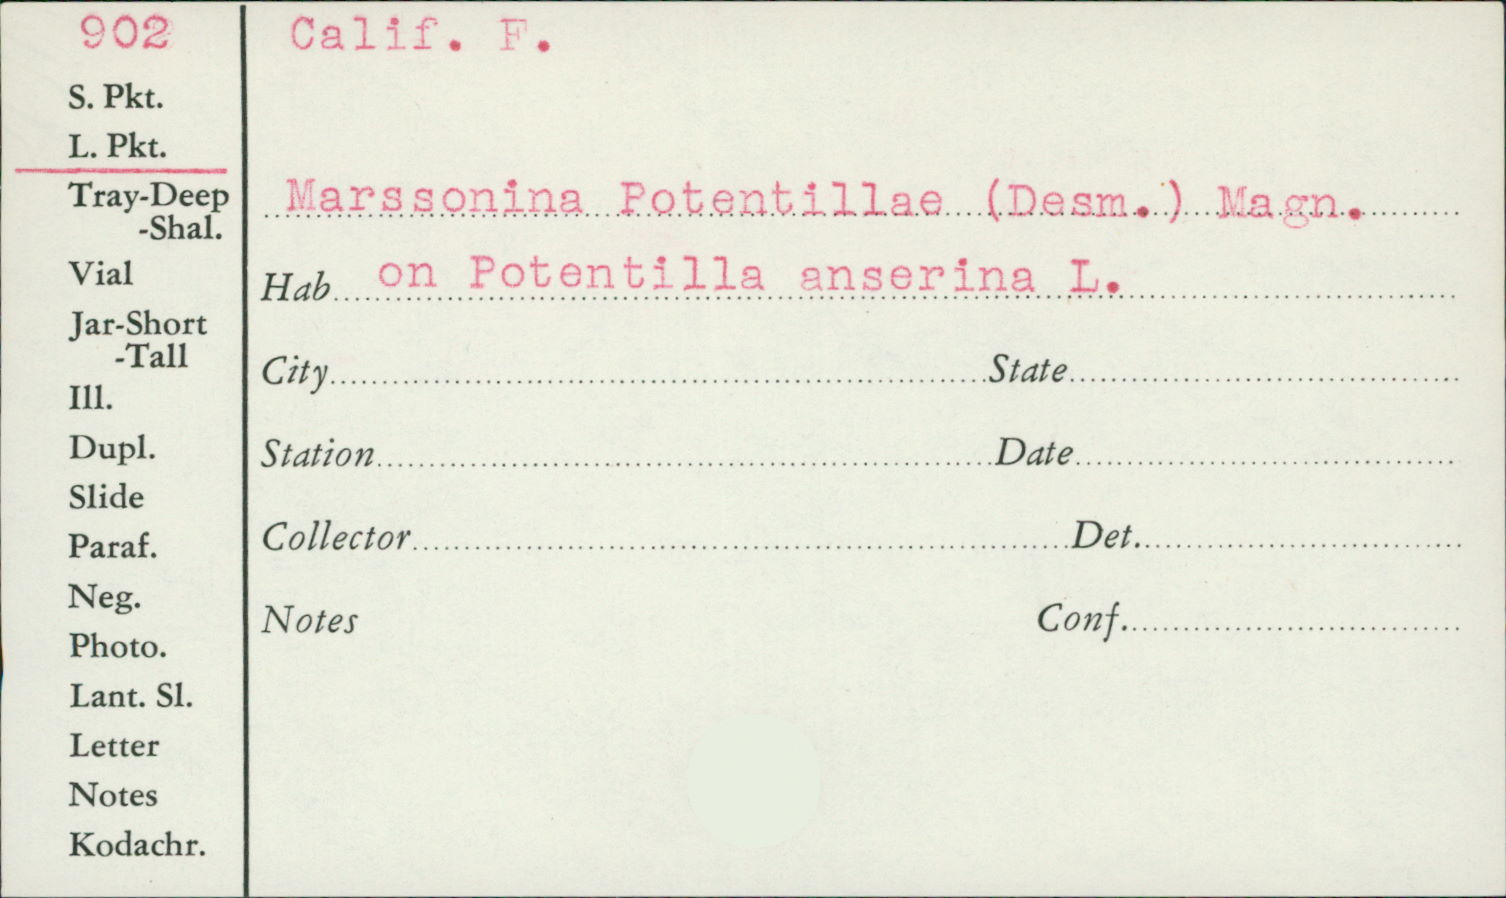 902
Calif. F.
S. Pkt.
L. Pkt.
Tray-Deep
-Shal.
Vial
Jar-Short
-Tall
Ill.
Dupl.
Slide
Paraf.
Neg.
Photo.
Lant. Sl.
Letter
Notes
Kodachr.
Marssonina Potentillae (Desm.) Magn.
Hab on Potentilla anserina L.
City State
Station Date
Collector Det.
Notes Conf.